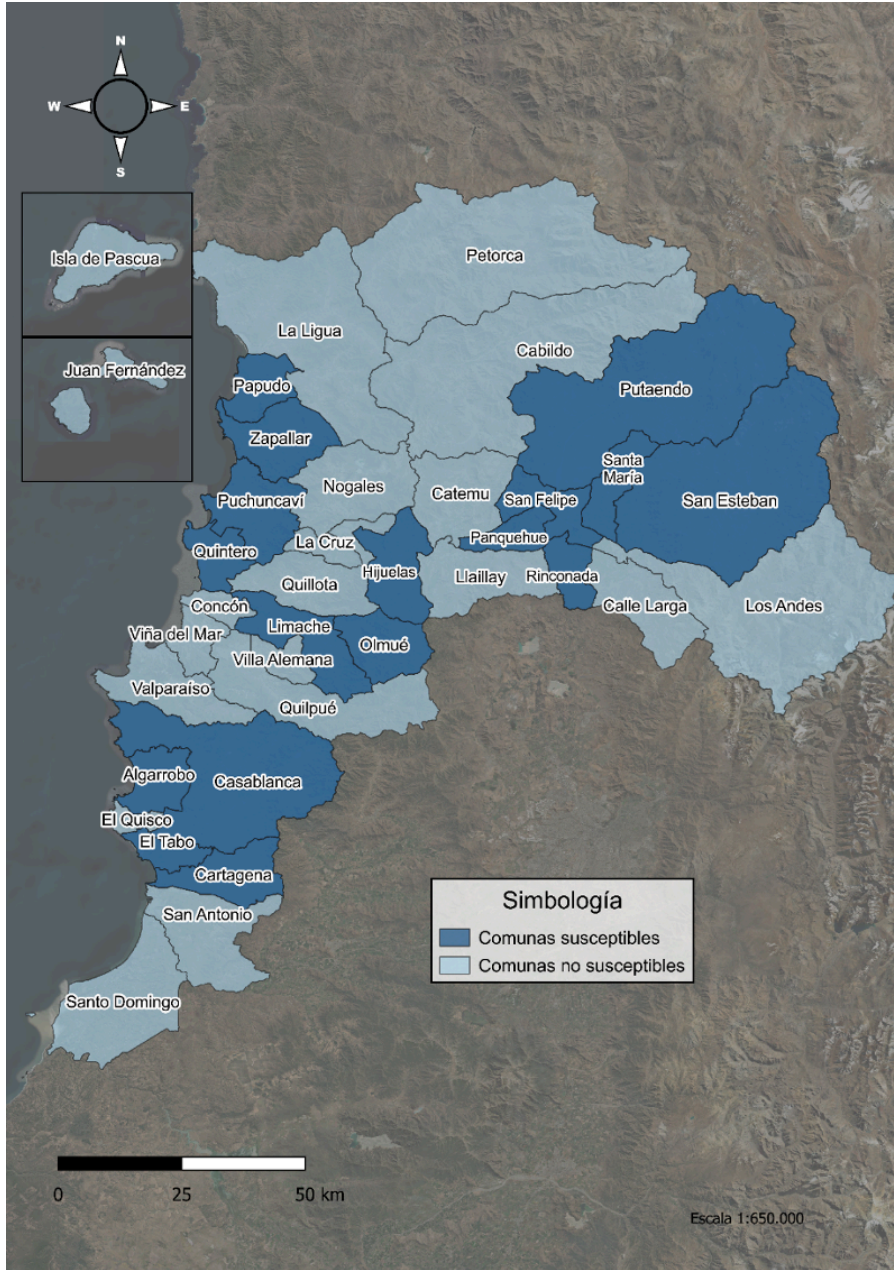 N
W E
S
Isla de Pascua
Juan Fernández
Petorca
La Ligua
Cabildo
Papudo
Putaendo
Zapallar
Santa
María
Nogales
Catemu
San Felipe
San Esteban
Puchuncaví
Panquehue
La Cruz
Quintero
Hijuelas
Llaillay
Rinconada
Quillota
Calle Larga
Los Andes
Concón
Limache
Viña del Mar
Olmué
Villa Alemana
Valparaíso
Quilpué
Algarrobo
Casablanca
El Quisco
El Tabo
Cartagena
San Antonio
Santo Domingo
Simbología
Comunas susceptibles
Comunas no susceptibles
0 25 50 km
Escala 1:650.000